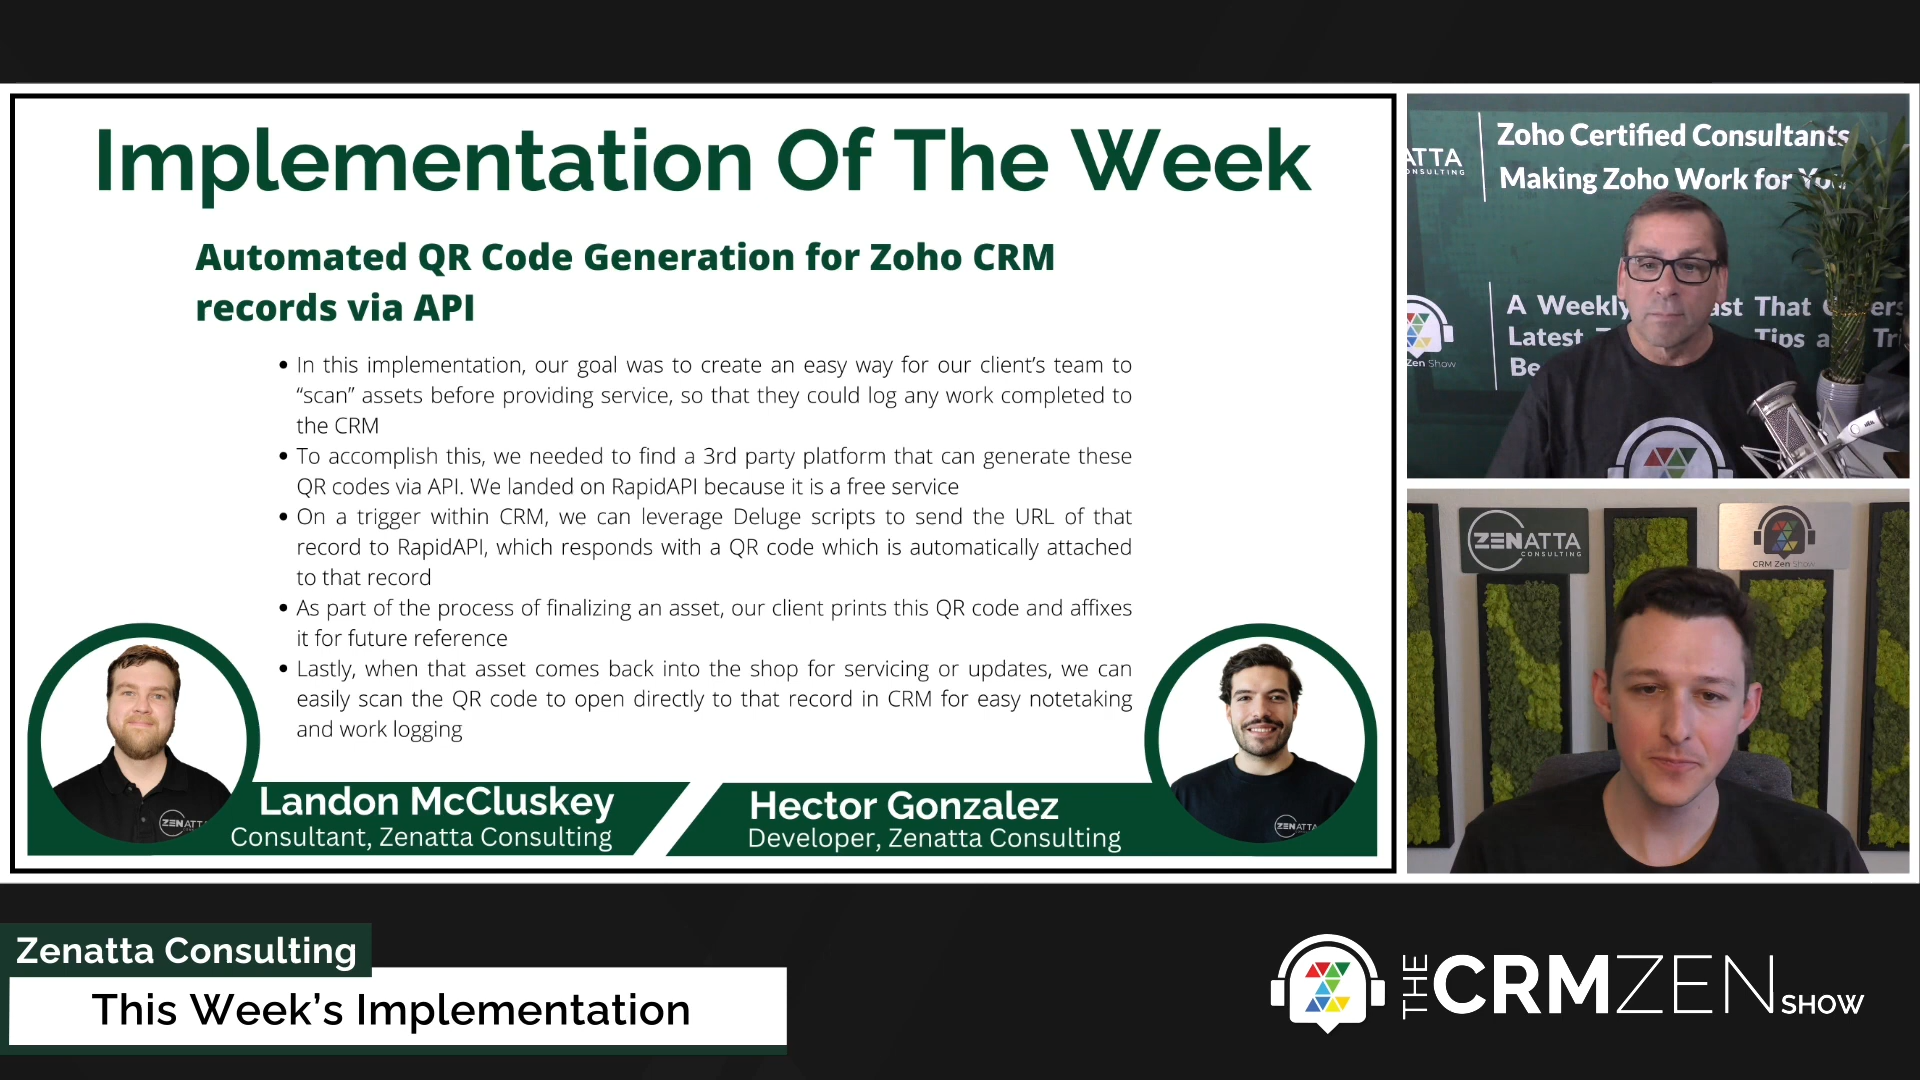 Implementation Of The Week
Automated QR Code Generation for Zoho CRM
records via API
• In this implementation, our goal was to create an easy way for our client’s team to
“scan” assets before providing service, so that they could log any work completed to
the CRM
• To accomplish this, we needed to find a 3rd party platform that can generate these
QR codes via API. We landed on RapidAPI because it is a free service
• On a trigger within CRM, we can leverage Deluge scripts to send the URL of that
record to RapidAPI, which responds with a QR code which is automatically attached
to that record
• As part of the process of finalizing an asset, our client prints this QR code and affixes
it for future reference
• Lastly, when that asset comes back into the shop for servicing or updates, we can
easily scan the QR code to open directly to that record in CRM for easy notetaking
and work logging
Landon McCluskey
Consultant, Zenatta Consulting
Hector Gonzalez
Developer, Zenatta Consulting
Zoho Certified Consultants
Making Zoho Work for You
A Weekly
That
Latest
Tips
Zen Show
ZENATTA
CONSULTING
CRM Zen Show
Zenatta Consulting
This Week’s Implementation
THE CRMZEN SHOW